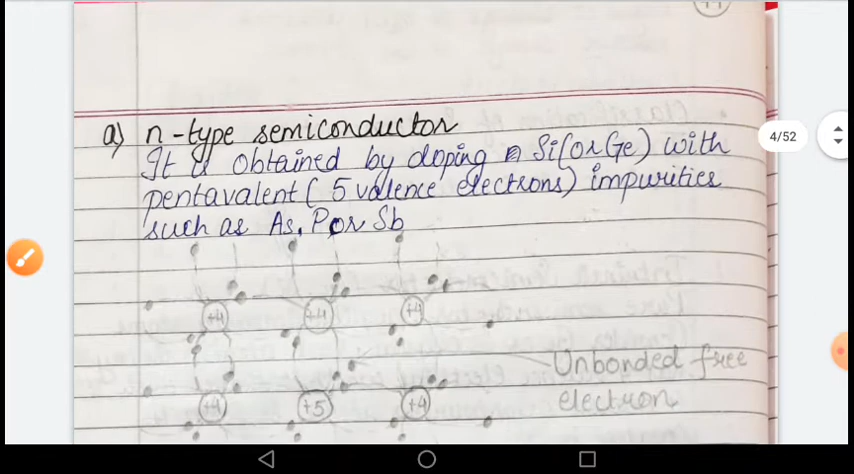 a) n-type semiconductor
It is obtained by doping Si(or Ge) with
pentavalent (5 valence electrons) impurities
such as As, P or Sb
4/52
+4 +4 +4
Unbonded free
electron
+4 +5 +4